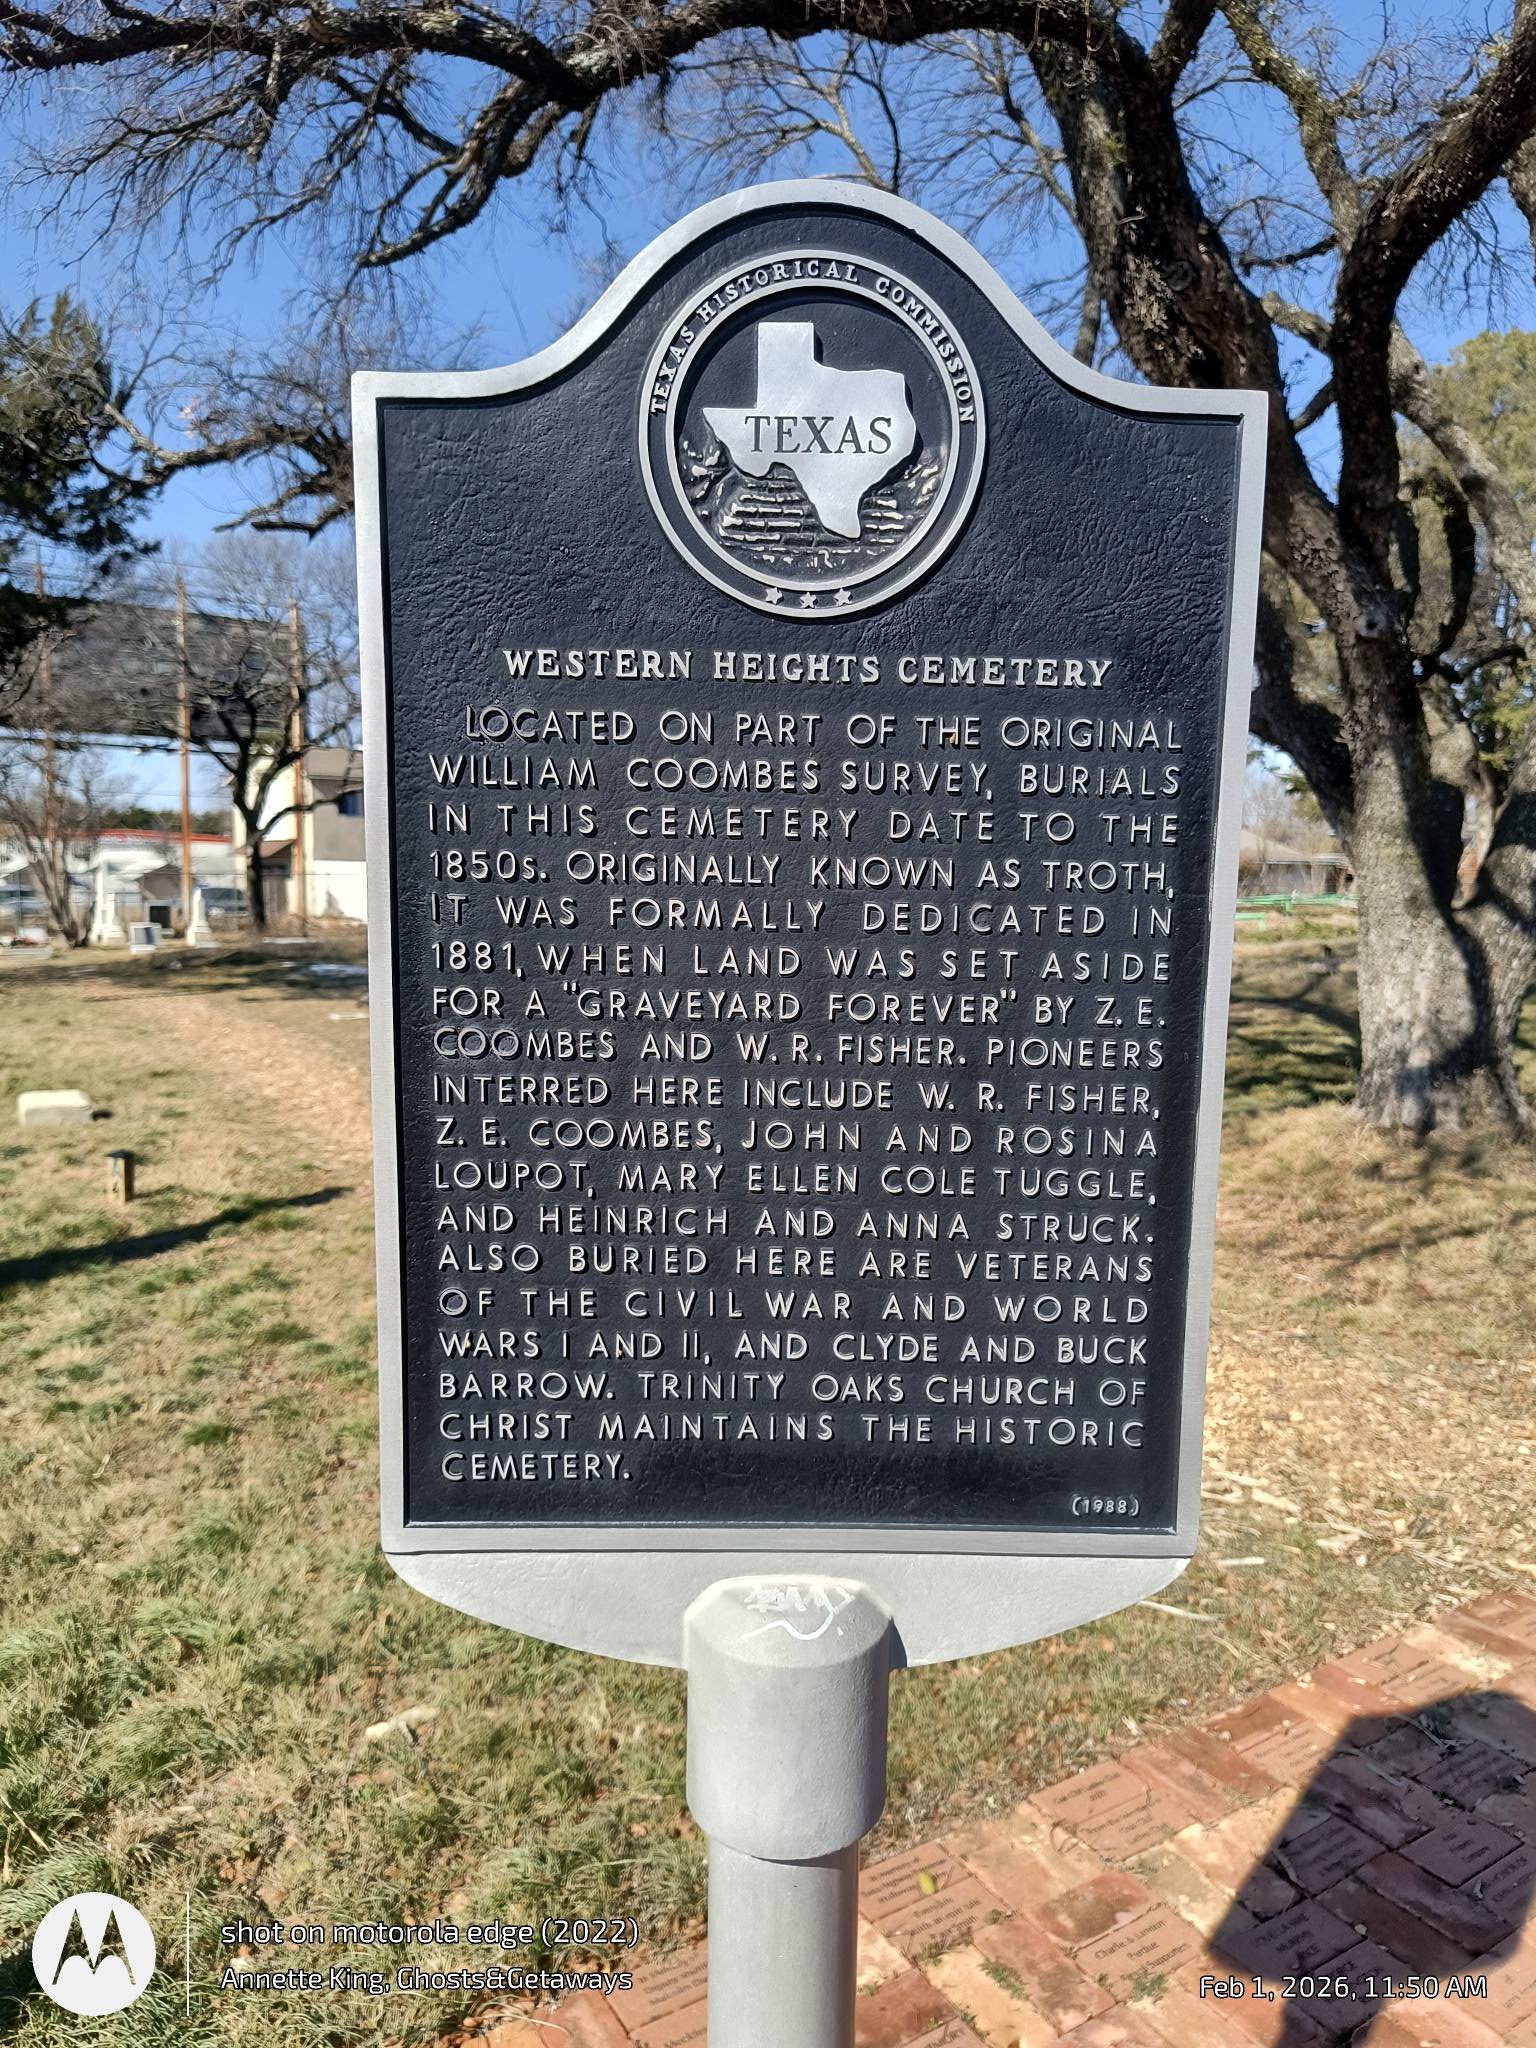 TEXAS HISTORICAL COMMISSION
TEXAS
WESTERN HEIGHTS CEMETERY
LOCATED ON PART OF THE ORIGINAL
WILLIAM COOMBES SURVEY, BURIALS
IN THIS CEMETERY DATE TO THE
1850s. ORIGINALLY KNOWN AS TROTH,
IT WAS FORMALLY DEDICATED IN
1881, WHEN LAND WAS SET ASIDE
FOR A "GRAVEYARD FOREVER" BY Z. E.
COOMBES AND W. R. FISHER. PIONEERS
INTERRED HERE INCLUDE W. R. FISHER,
Z. E. COOMBES, JOHN AND ROSINA
LOUPOT, MARY ELLEN COLE TUGGLE,
AND HEINRICH AND ANNA STRUCK.
ALSO BURIED HERE ARE VETERANS
OF THE CIVIL WAR AND WORLD
WARS I AND II, AND CLYDE AND BUCK
BARROW. TRINITY OAKS CHURCH OF
CHRIST MAINTAINS THE HISTORIC
CEMETERY.
(1988)
shot on motorola edge (2022)
Annette King, Ghosts&Getaways
Feb 1, 2026, 11:50 AM